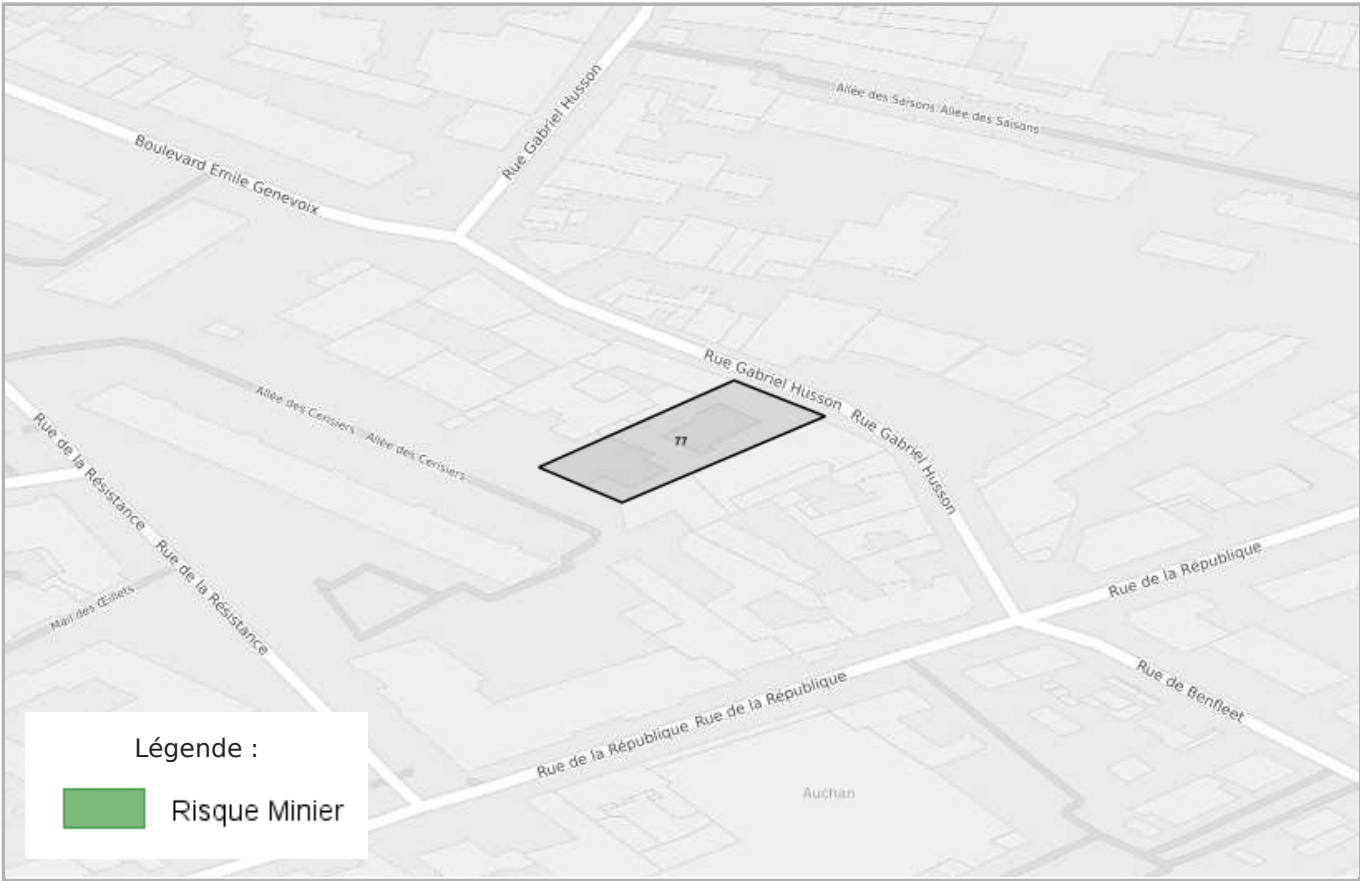 Rue Gabriel Husson
Allée des Saisons Allée des Saisons
Boulevard Emile Genevoix
Rue Gabriel Husson Rue Gabriel Husson
77
Allée des Cerisiers Allée des Cerisiers
Rue de la Résistance Rue de la Résistance
Mail des Œillets
Rue de la République
Rue de Benfleet
Rue de la République Rue de la République
Auchan
Légende :
Risque Minier